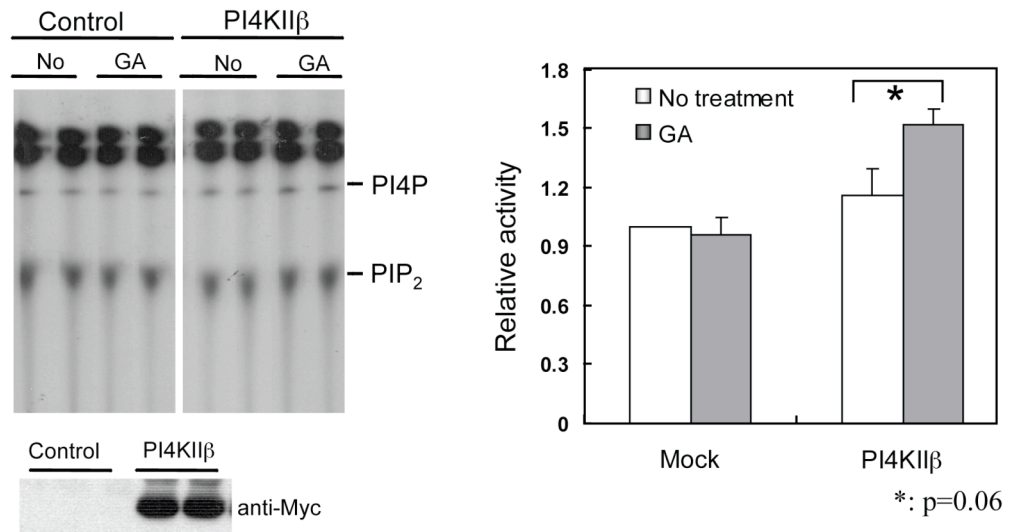 Control PI4KIIβ
No GA No GA
PI4P
PIP₂
Control PI4KIIβ
anti-Myc
1.8
1.5
1.2
0.9
0.6
0.3
0
Relative activity
No treatment
GA
*
Mock PI4KIIβ
*: p=0.06